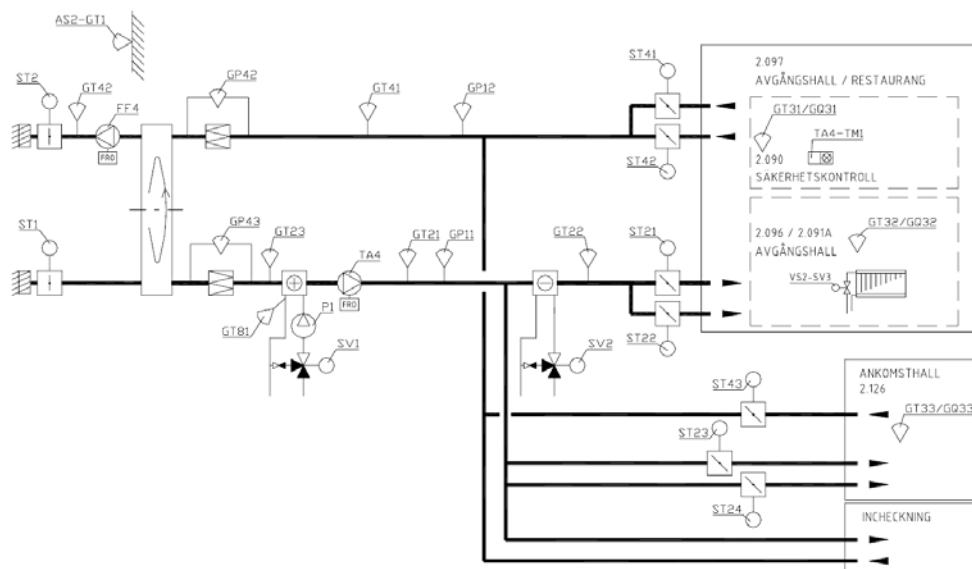 AS2-GT1
ST2
GT42
FF4
FRO
GP42
GT41
GP12
ST41
ST42
2.097
AVGÅNGSHALL / RESTAURANG
GT31/GQ31
TA4-TM1
2.090
SÄKERHETSKONTROLL
ST1
GP43
GT23
TA4
FRO
GT21
GP11
GT22
ST21
ST22
2.096 / 2.091A
AVGÅNGSHALL
GT32/GQ32
VS2-SV3
GT81
P1
SV1
SV2
ST43
ANKOMSTHALL
2.126
GT33/GQ33
ST23
ST24
INCHECKNING